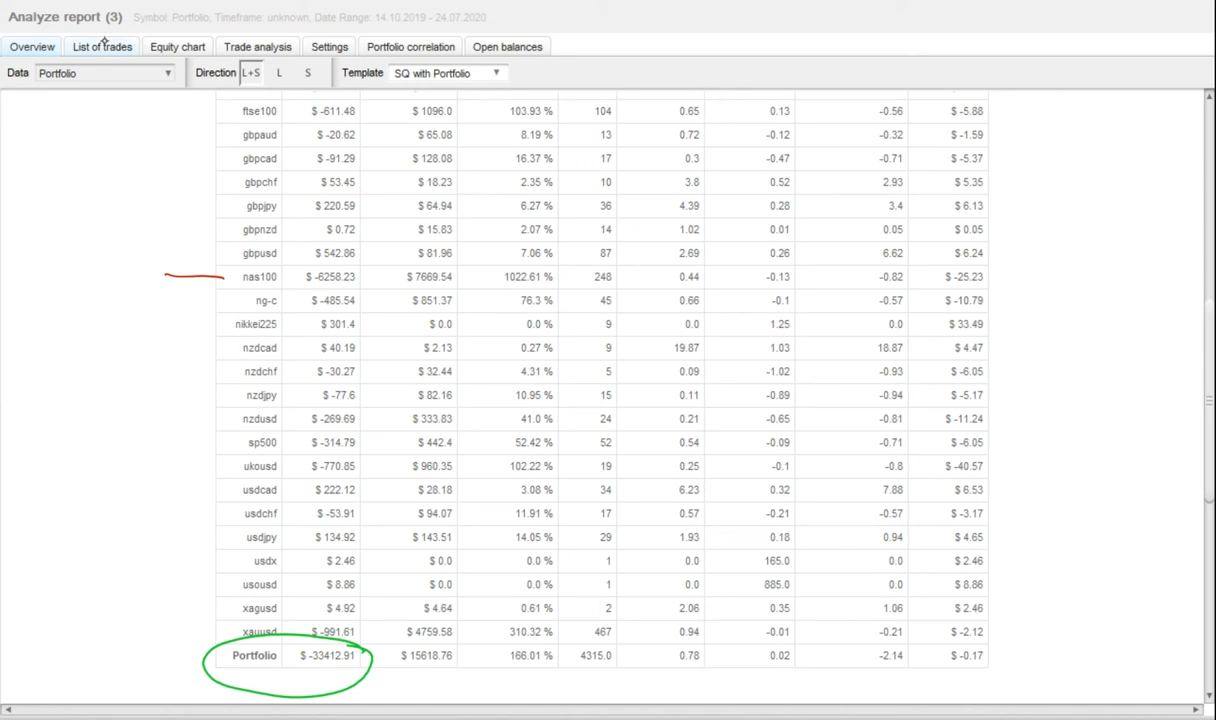 Analyze report (3) Symbol: Portfolio, Timeframe: unknown, Date Range: 14.10.2019 - 24.07.2020
Overview List of trades Equity chart Trade analysis Settings Portfolio correlation Open balances
Data Portfolio Direction L+S L S Template SQ with Portfolio
ftse100 $ -611.48 $ 1096.0 103.93 % 104 0.65 0.13 -0.56 $ -5.88
gbpaud $ -20.62 $ 65.08 8.19 % 13 0.72 -0.12 -0.32 $ -1.59
gbpcad $ -91.29 $ 128.08 16.37 % 17 0.3 -0.47 -0.71 $ -5.37
gbpchf $ 53.45 $ 18.23 2.35 % 10 3.8 0.52 2.93 $ 5.35
gbpjpy $ 220.59 $ 64.94 6.27 % 36 4.39 0.28 3.4 $ 6.13
gbpnzd $ 0.72 $ 15.83 2.07 % 14 1.02 0.01 0.05 $ 0.05
gbpusd $ 542.86 $ 81.96 7.06 % 87 2.69 0.26 6.62 $ 6.24
nas100 $ -6258.23 $ 7669.54 1022.61 % 248 0.44 -0.13 -0.82 $ -25.23
ng-c $ -485.54 $ 851.37 76.3 % 45 0.66 -0.1 -0.57 $ -10.79
nikkei225 $ 301.4 $ 0.0 0.0 % 9 0.0 1.25 0.0 $ 33.49
nzdcad $ 40.19 $ 2.13 0.27 % 9 19.87 1.03 18.87 $ 4.47
nzdchf $ -30.27 $ 32.44 4.31 % 5 0.09 -1.02 -0.93 $ -6.05
nzdjpy $ -77.6 $ 82.16 10.95 % 15 0.11 -0.89 -0.94 $ -5.17
nzdusd $ -269.69 $ 333.83 41.0 % 24 0.21 -0.65 -0.81 $ -11.24
sp500 $ -314.79 $ 442.4 52.42 % 52 0.54 -0.09 -0.71 $ -6.05
ukousd $ -770.85 $ 960.35 102.22 % 19 0.25 -0.1 -0.8 $ -40.57
usdcad $ 222.12 $ 28.18 3.08 % 34 6.23 0.32 7.88 $ 6.53
usdchf $ -53.91 $ 94.07 11.91 % 17 0.57 -0.21 -0.57 $ -3.17
usdjpy $ 134.92 $ 143.51 14.05 % 29 1.93 0.18 0.94 $ 4.65
usdx $ 2.46 $ 0.0 0.0 % 1 0.0 165.0 0.0 $ 2.46
usousd $ 8.86 $ 0.0 0.0 % 1 0.0 885.0 0.0 $ 8.86
xagusd $ 4.92 $ 4.64 0.61 % 2 2.06 0.35 1.06 $ 2.46
xauusd $ -991.61 $ 4759.58 310.32 % 467 0.94 -0.01 -0.21 $ -2.12
Portfolio $ -33412.91 $ 15618.76 166.01 % 4315.0 0.78 0.02 -2.14 $ -0.17